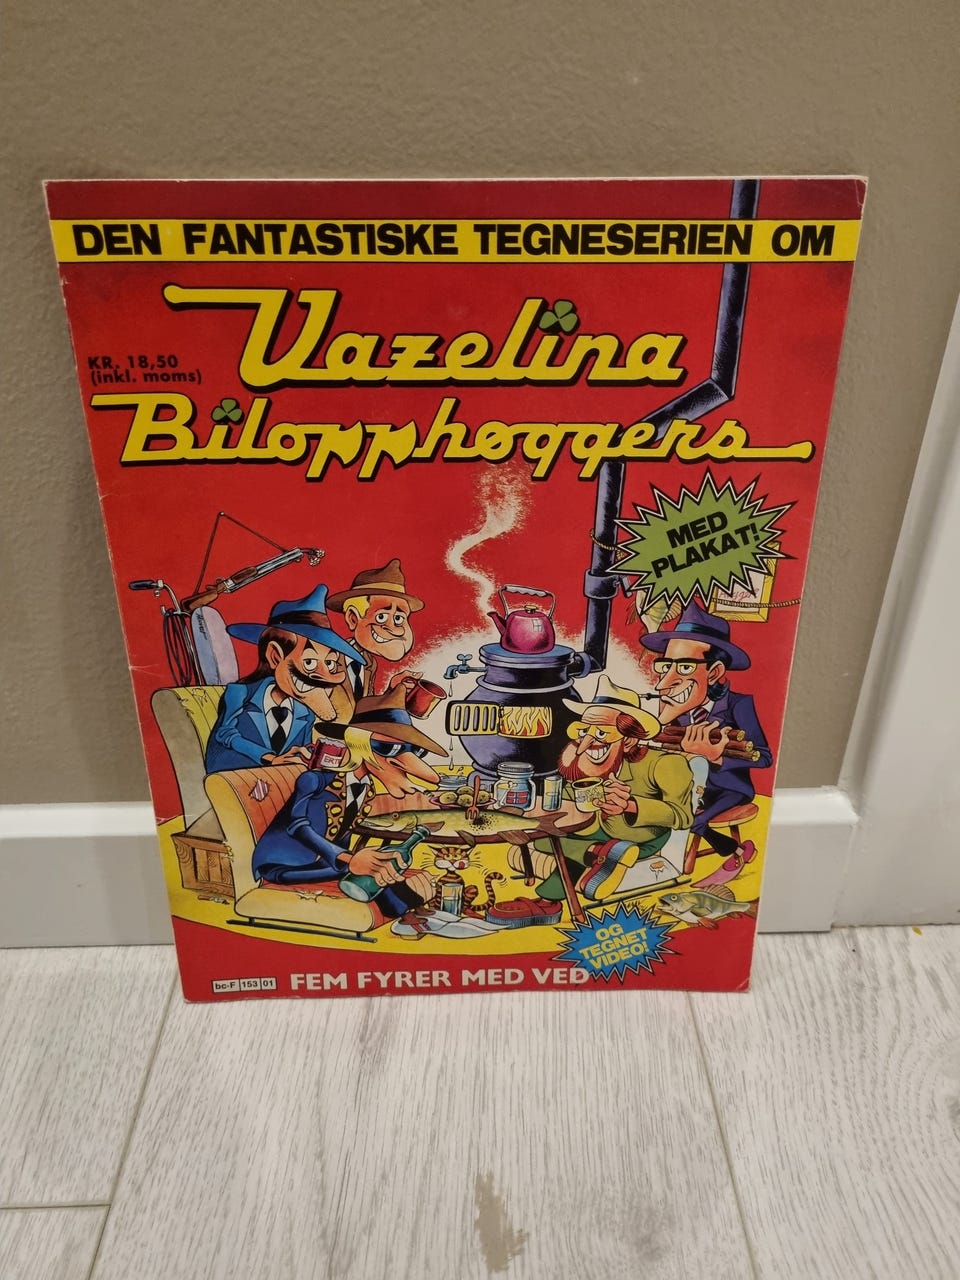 DEN FANTASTISKE TEGNESERIEN OM
Vazelina
KR. 18,50
(inkl. moms)
Bilopphøggers
MED
PLAKAT!
OG
TEGNET
VIDEO!
bc-F 153 01
FEM FYRER MED VED